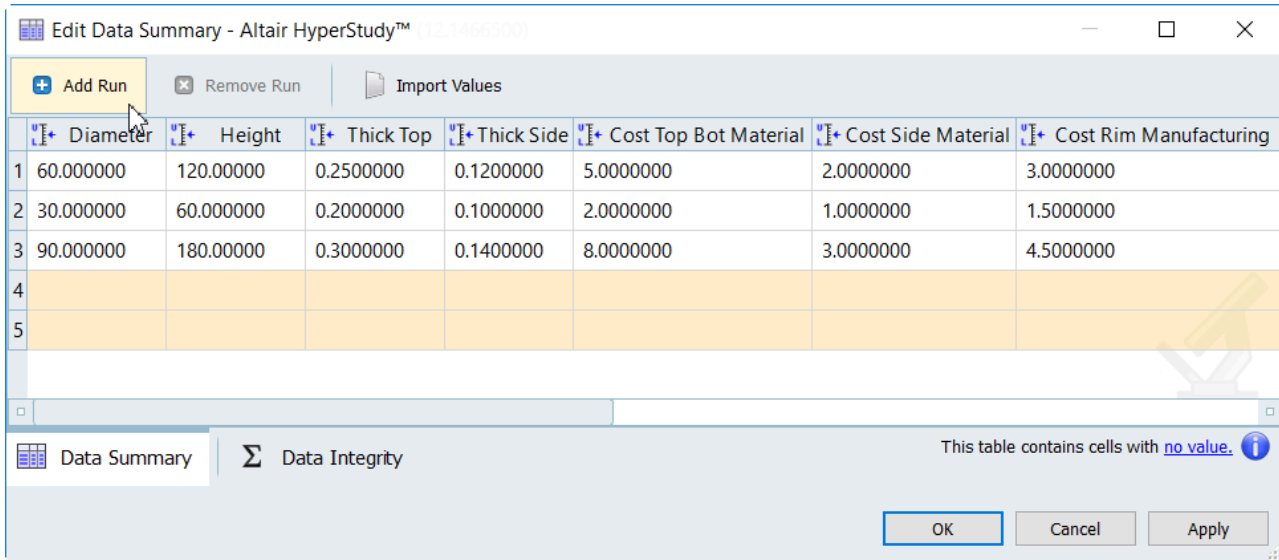 Edit Data Summary - Altair HyperStudy™ (12.1466500)
Add Run Remove Run Import Values
Diameter Height Thick Top Thick Side Cost Top Bot Material Cost Side Material Cost Rim Manufacturing
1 60.000000 120.00000 0.2500000 0.1200000 5.0000000 2.0000000 3.0000000
2 30.000000 60.000000 0.2000000 0.1000000 2.0000000 1.0000000 1.5000000
3 90.000000 180.00000 0.3000000 0.1400000 8.0000000 3.0000000 4.5000000
4
5
Data Summary Σ Data Integrity This table contains cells with no value.
OK Cancel Apply